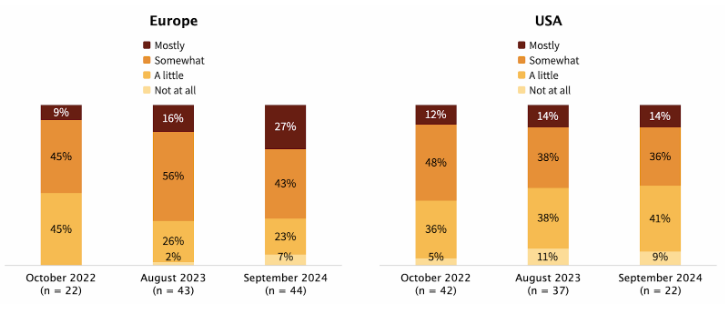 Europe
Mostly
Somewhat
A little
Not at all
9%
16%
27%
45%
56%
43%
45%
26%
23%
2%
7%
October 2022
(n = 22)
August 2023
(n = 43)
September 2024
(n = 44)
USA
Mostly
Somewhat
A little
Not at all
12%
14%
14%
48%
38%
36%
36%
38%
41%
5%
11%
9%
October 2022
(n = 42)
August 2023
(n = 37)
September 2024
(n = 22)